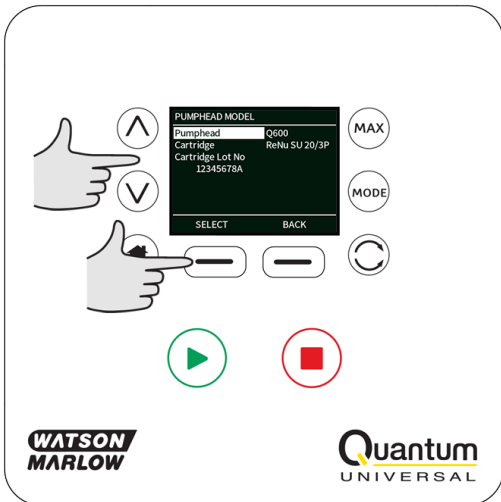 PUMPHEAD MODEL
Pumphead Q600
Cartridge ReNu SU 20/3P
Cartridge Lot No
12345678A
SELECT BACK
MAX
MODE
WATSON
MARLOW
Quantum
UNIVERSAL